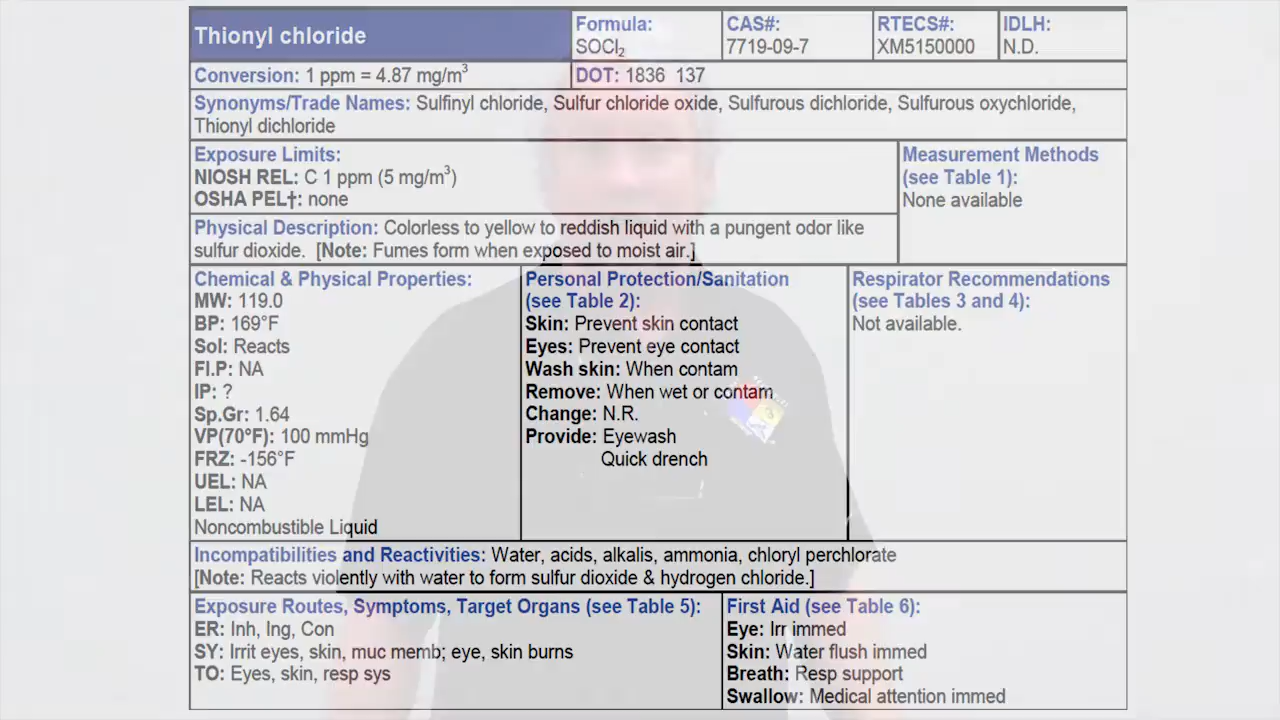 Thionyl chloride
Formula:
SOCl₂
CAS#:
7719-09-7
RTECS#:
XM5150000
IDLH:
N.D.
Conversion: 1 ppm = 4.87 mg/m³
DOT: 1836 137
Synonyms/Trade Names: Sulfinyl chloride, Sulfur chloride oxide, Sulfurous dichloride, Sulfurous oxychloride,
Thionyl dichloride
Exposure Limits:
NIOSH REL: C 1 ppm (5 mg/m³)
OSHA PEL†: none
Measurement Methods
(see Table 1):
None available
Physical Description: Colorless to yellow to reddish liquid with a pungent odor like
sulfur dioxide. [Note: Fumes form when exposed to moist air.]
Chemical & Physical Properties:
MW: 119.0
BP: 169°F
Sol: Reacts
Fl.P: NA
IP: ?
Sp.Gr: 1.64
VP(70°F): 100 mmHg
FRZ: -156°F
UEL: NA
LEL: NA
Noncombustible Liquid
Personal Protection/Sanitation
(see Table 2):
Skin: Prevent skin contact
Eyes: Prevent eye contact
Wash skin: When contam
Remove: When wet or contam
Change: N.R.
Provide: Eyewash
Quick drench
Respirator Recommendations
(see Tables 3 and 4):
Not available.
Incompatibilities and Reactivities: Water, acids, alkalis, ammonia, chloryl perchlorate
[Note: Reacts violently with water to form sulfur dioxide & hydrogen chloride.]
Exposure Routes, Symptoms, Target Organs (see Table 5):
ER: Inh, Ing, Con
SY: Irrit eyes, skin, muc memb; eye, skin burns
TO: Eyes, skin, resp sys
First Aid (see Table 6):
Eye: Irr immed
Skin: Water flush immed
Breath: Resp support
Swallow: Medical attention immed